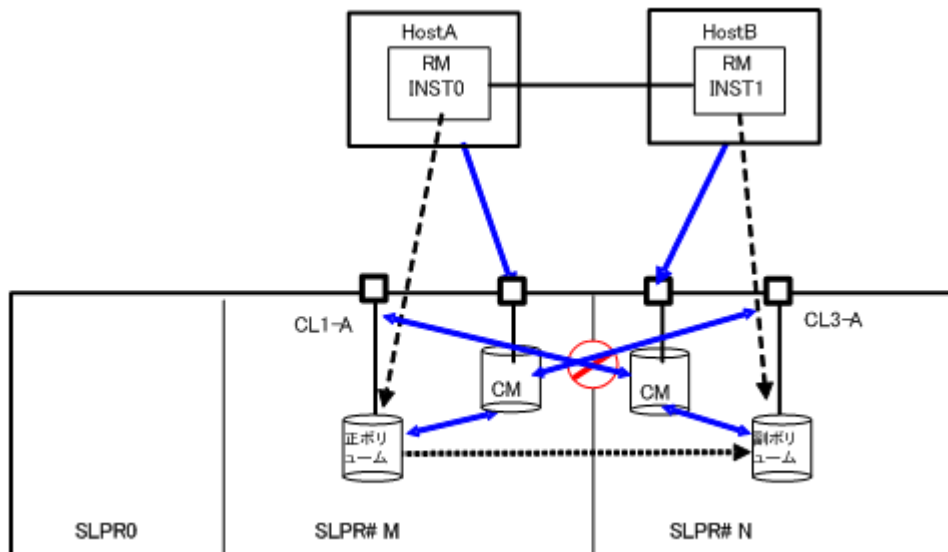 HostA
RM
INST0
HostB
RM
INST1
CL1-A
CL3-A
CM
CM
正ボリ
ューム
副ボリ
ューム
SLPR0
SLPR# M
SLPR# N